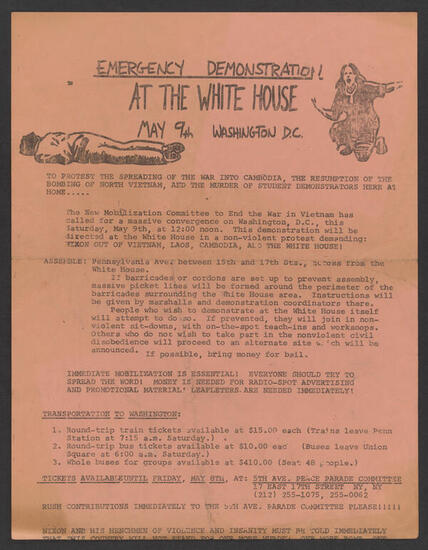 EMERGENCY DEMONSTRATION!
AT THE WHITE HOUSE
MAY 9th WASHINGTON D.C.
TO PROTEST THE SPREADING OF THE WAR INTO CAMBODIA, THE RESUMPTION OF THE
BOMBING OF NORTH VIETNAM, AND THE MURDER OF STUDENT DEMONSTRATORS HERE AT
HOME.....
The New Mobilization Committee to End the War in Vietnam has
called for a massive convergence on Washington, D.C., this
Saturday, May 9th, at 12:00 noon. This demonstration will be
directed at the White House in a non-violent protest demanding:
NIXON OUT OF VIETNAM, LAOS, CAMBODIA, AND THE WHITE HOUSE!
ASSEMBLE: Pennsylvania Ave. between 15th and 17th Sts., across from the
White House.
If barricades or cordons are set up to prevent assembly,
massive picket lines will be formed around the perimeter of the
barricades surrounding the White House area. Instructions will
be given by marshalls and demonstration coordinators there.
People who wish to demonstrate at the White House itself
will attempt to do so. If prevented, they will join in non-
violent sit-downs, with on-the-spot teach-ins and workshops.
Others who do not wish to take part in the nonviolent civil
disobedience will proceed to an alternate site which will be
announced.
If possible, bring money for bail.
IMMEDIATE MOBILIZATION IS ESSENTIAL! EVERYONE SHOULD TRY TO
SPREAD THE WORD! MONEY IS NEEDED FOR RADIO-SPOT ADVERTISING
AND PROMOTIONAL MATERIAL! LEAFLETERS ARE NEEDED IMMEDIATELY!
TRANSPORTATION TO WASHINGTON:
1. Round-trip train tickets available at $15.00 each (Trains leave Penn
Station at 7:15 a.m. Saturday.)
2. Round-trip bus tickets available at $10.00 each (Buses leave Union
Square at 6:00 a.m. Saturday.)
3. Whole buses for groups available at $410.00 (Seat 48 people.)
TICKETS AVAILABLE UNTIL FRIDAY, MAY 8th, AT: 5TH AVE. PEACE PARADE COMMITTEE
17 EAST 17TH STREET NY, NY
(212) 255-1075, 255-0062
RUSH CONTRIBUTIONS IMMEDIATELY TO THE 5th AVE. PARADE COMMITTEE PLEASE!!!!!
NIXON AND HIS HENCHMEN OF VIOLENCE AND INSANITY MUST BE TOLD IMMEDIATELY
THAT THIS COUNTRY WILL NOT STAND FOR ONE MORE MURDER, ONE MORE BOMB, ONE